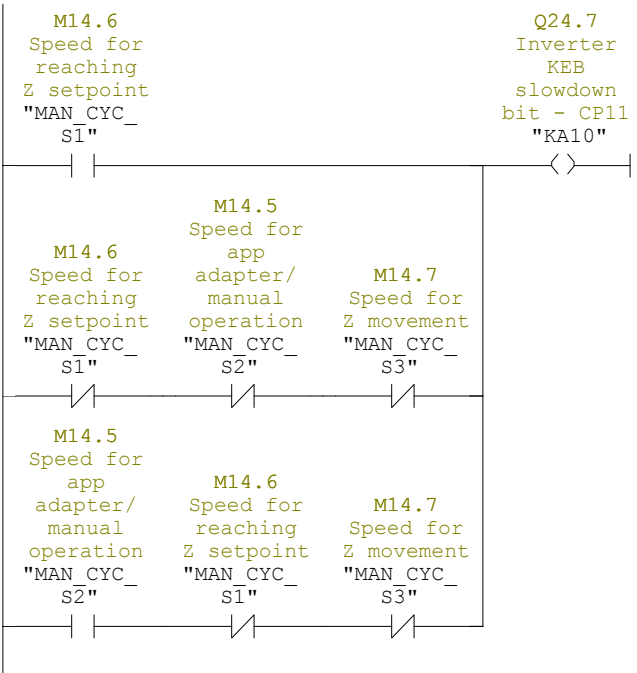 M14.6
Speed for
reaching
Z setpoint
"MAN_CYC_
S1"
Q24.7
Inverter
KEB
slowdown
bit - CP11
"KA10"
M14.6
Speed for
reaching
Z setpoint
"MAN_CYC_
S1"
M14.5
Speed for
app
adapter/
manual
operation
"MAN_CYC_
S2"
M14.7
Speed for
Z movement
"MAN_CYC_
S3"
M14.5
Speed for
app
adapter/
manual
operation
"MAN_CYC_
S2"
M14.6
Speed for
reaching
Z setpoint
"MAN_CYC_
S1"
M14.7
Speed for
Z movement
"MAN_CYC_
S3"